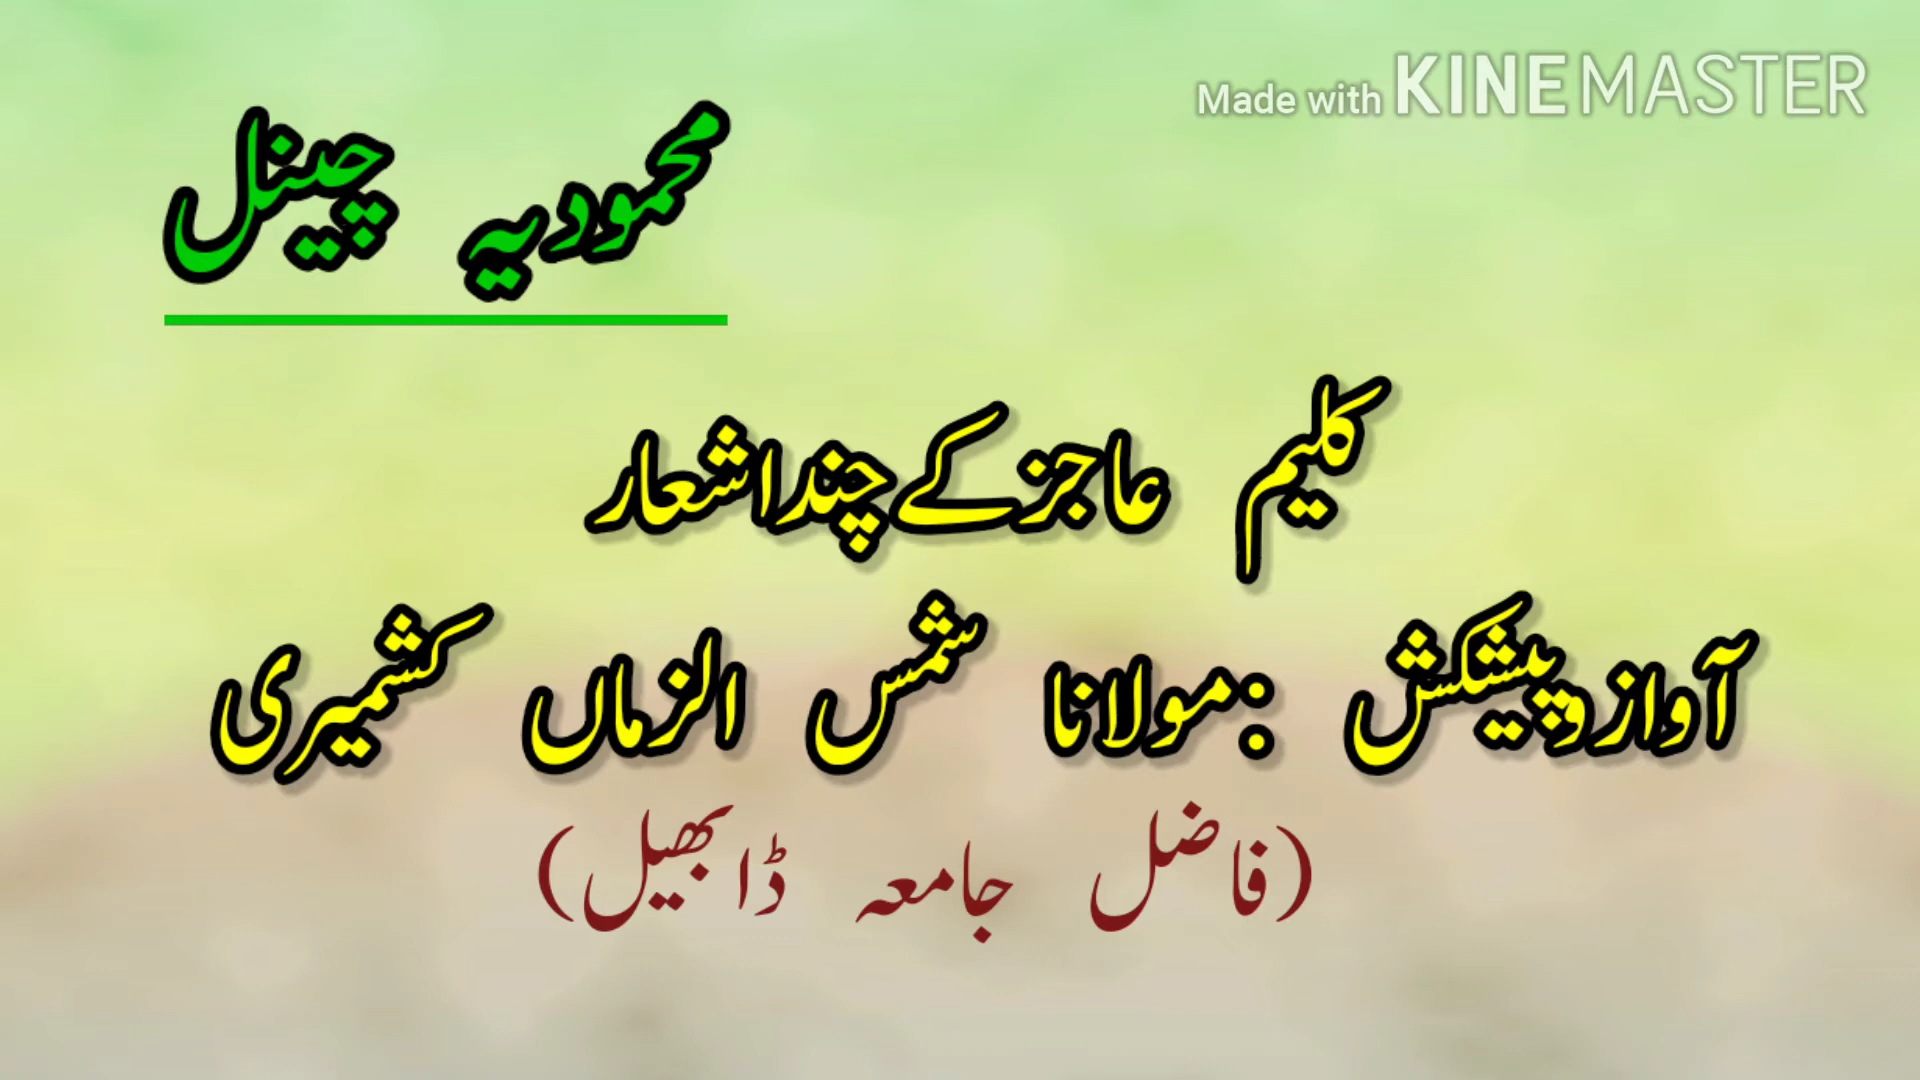 Made with KINEMASTER
محمودیہ چینل
کلیم عاجز کے چند اشعار
آواز و پیشکش : مولانا شمس الزماں کشمیری
(فاضل جامعہ ڈابھیل)